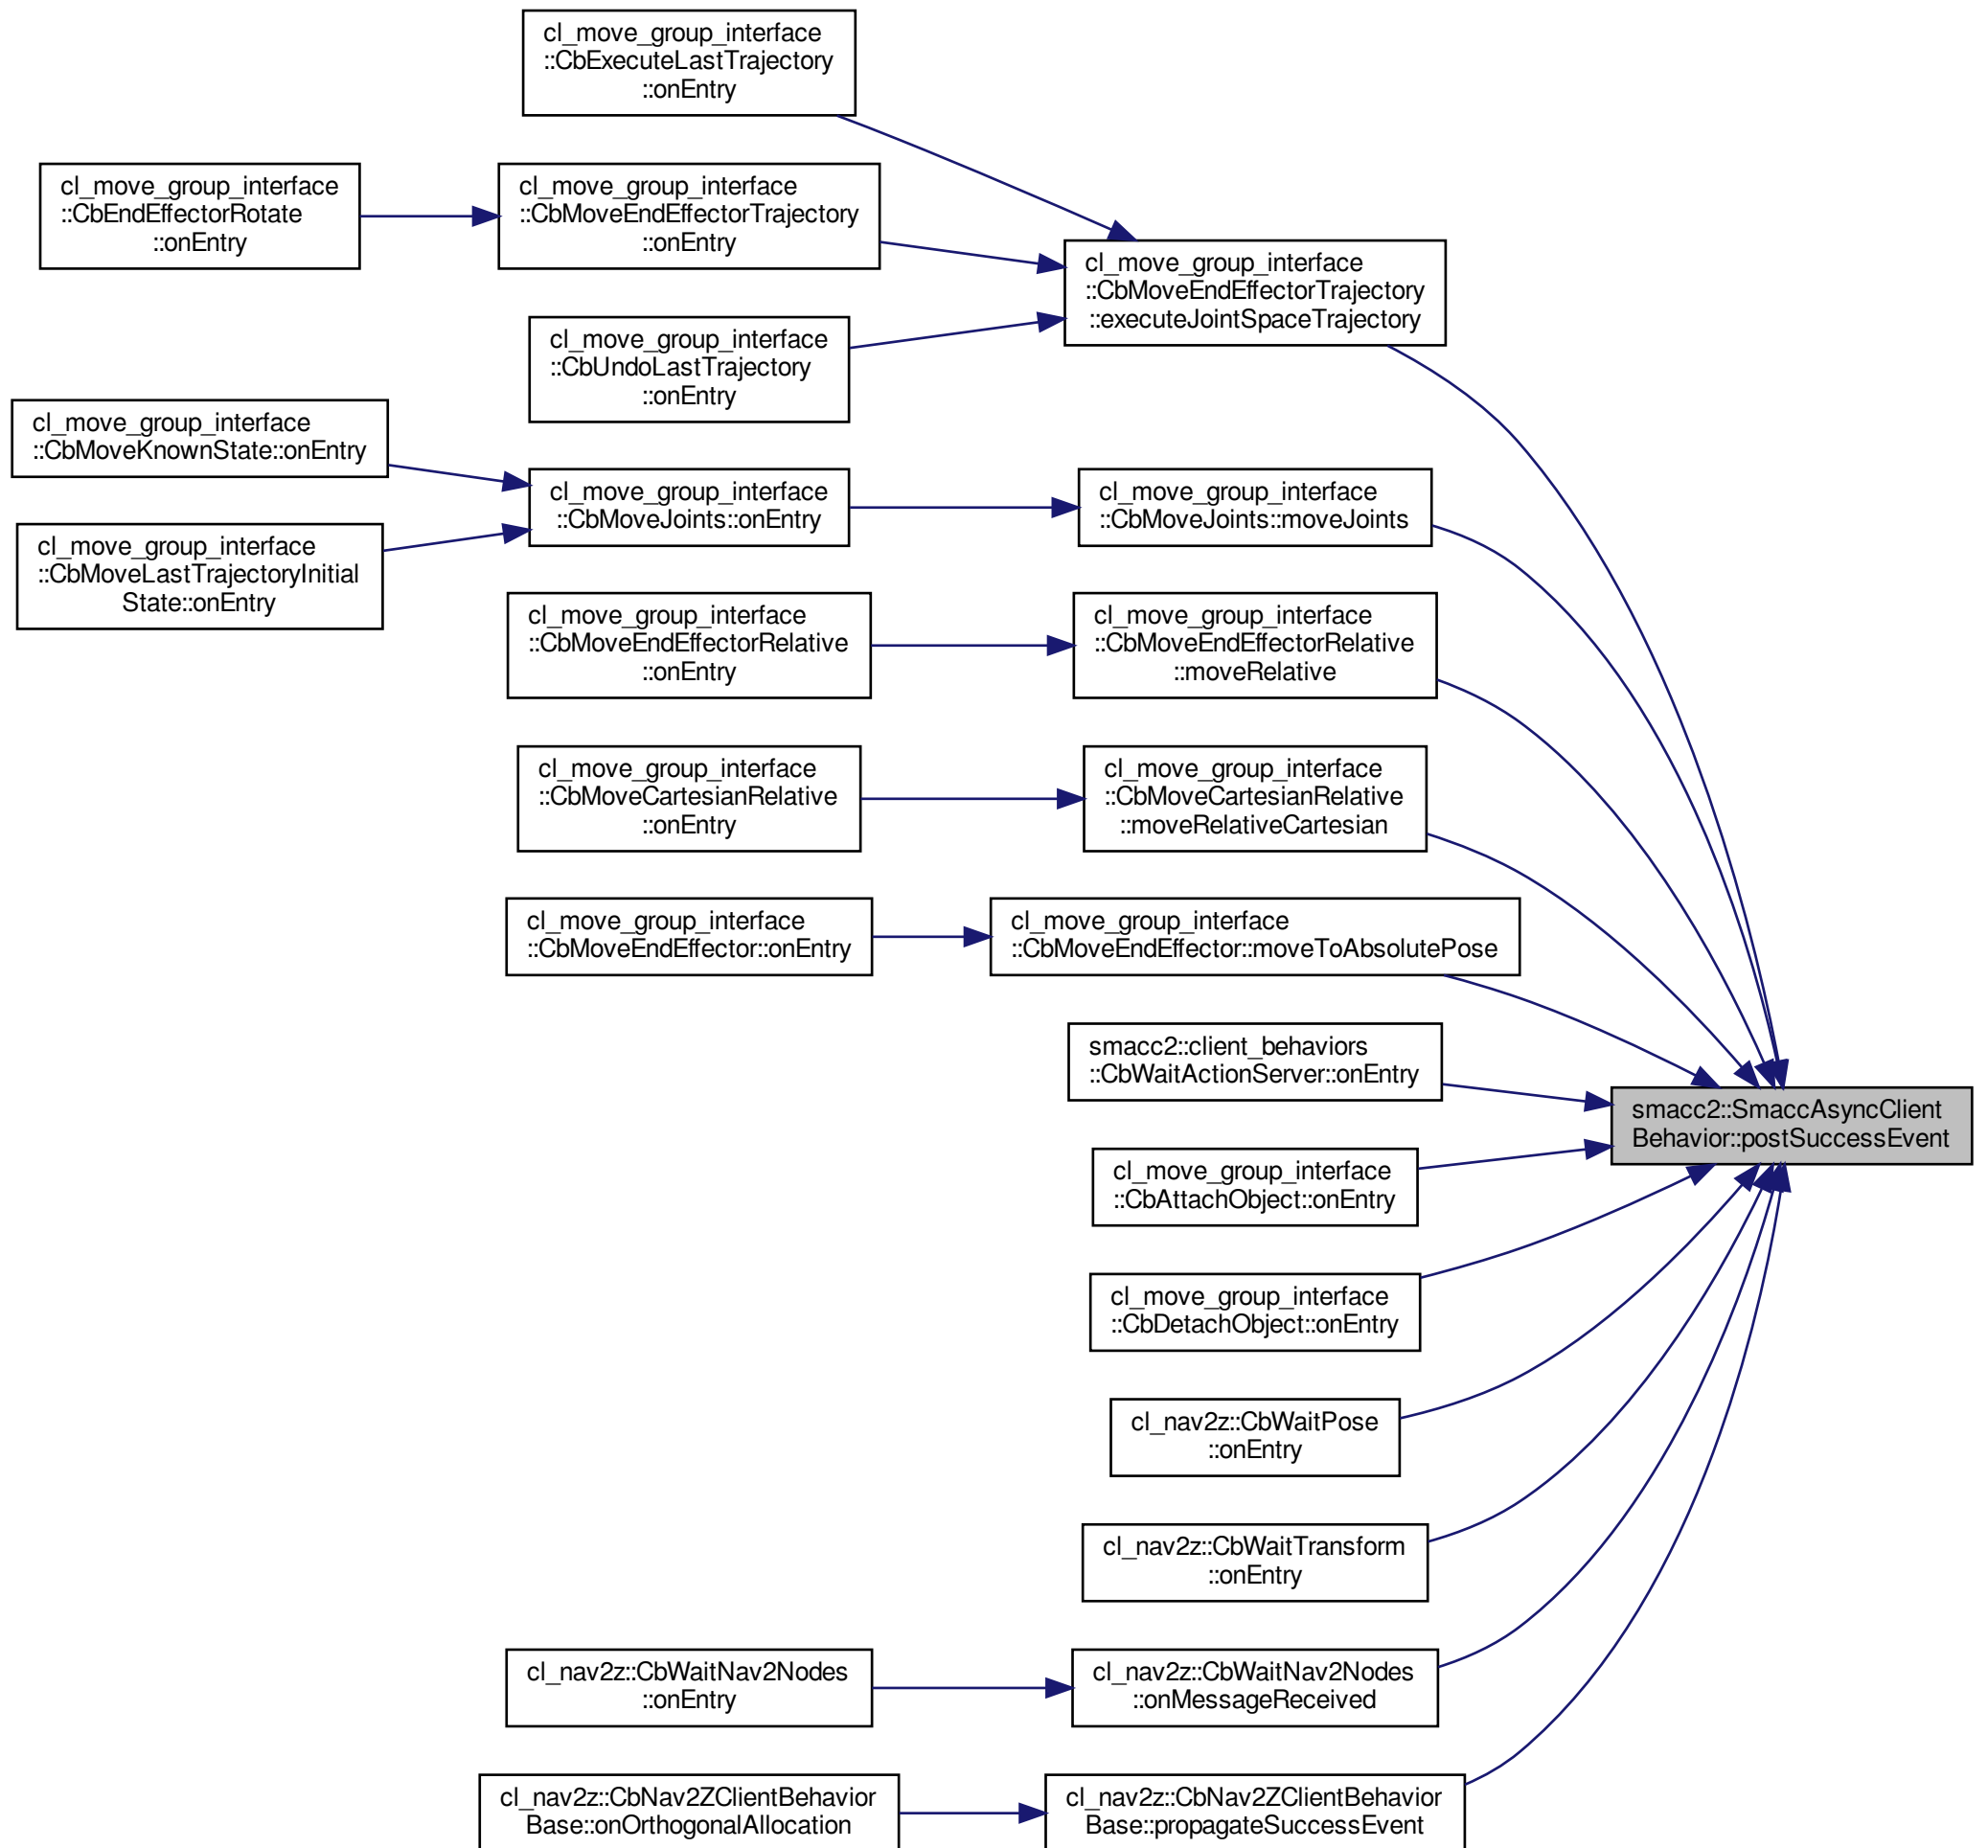 cl_move_group_interface
::CbExecuteLastTrajectory
::onEntry
cl_move_group_interface
::CbEndEffectorRotate
::onEntry
cl_move_group_interface
::CbMoveEndEffectorTrajectory
::onEntry
cl_move_group_interface
::CbMoveEndEffectorTrajectory
::executeJointSpaceTrajectory
cl_move_group_interface
::CbUndoLastTrajectory
::onEntry
cl_move_group_interface
::CbMoveKnownState::onEntry
cl_move_group_interface
::CbMoveJoints::onEntry
cl_move_group_interface
::CbMoveJoints::moveJoints
cl_move_group_interface
::CbMoveLastTrajectoryInitial
State::onEntry
cl_move_group_interface
::CbMoveEndEffectorRelative
::onEntry
cl_move_group_interface
::CbMoveEndEffectorRelative
::moveRelative
cl_move_group_interface
::CbMoveCartesianRelative
::onEntry
cl_move_group_interface
::CbMoveCartesianRelative
::moveRelativeCartesian
cl_move_group_interface
::CbMoveEndEffector::onEntry
cl_move_group_interface
::CbMoveEndEffector::moveToAbsolutePose
smacc2::client_behaviors
::CbWaitActionServer::onEntry
smacc2::SmaccAsyncClient
Behavior::postSuccessEvent
cl_move_group_interface
::CbAttachObject::onEntry
cl_move_group_interface
::CbDetachObject::onEntry
cl_nav2z::CbWaitPose
::onEntry
cl_nav2z::CbWaitTransform
::onEntry
cl_nav2z::CbWaitNav2Nodes
::onEntry
cl_nav2z::CbWaitNav2Nodes
::onMessageReceived
cl_nav2z::CbNav2ZClientBehavior
Base::onOrthogonalAllocation
cl_nav2z::CbNav2ZClientBehavior
Base::propagateSuccessEvent